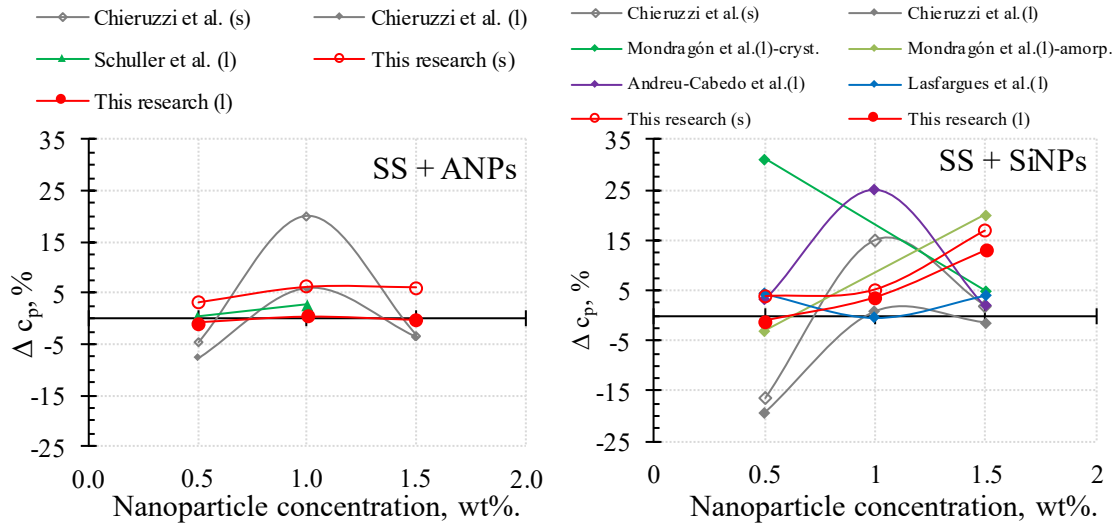 Chieruzzi et al. (s)
Chieruzzi et al. (l)
Schuller et al. (l)
This research (s)
This research (l)
SS + ANPs
35
25
15
5
-5
-15
-25
Δ cp, %
0.0
0.5
1.0
1.5
2.0
Nanoparticle concentration, wt%.
Chieruzzi et al.(s)
Chieruzzi et al.(l)
Mondragón et al.(l)-cryst.
Mondragón et al.(l)-amorp.
Andreu-Cabedo et al.(l)
Lasfargues et al.(l)
This research (s)
This research (l)
SS + SiNPs
35
25
15
5
-5
-15
-25
Δ cp, %
0
0.5
1
1.5
Nanoparticle concentration, wt%.